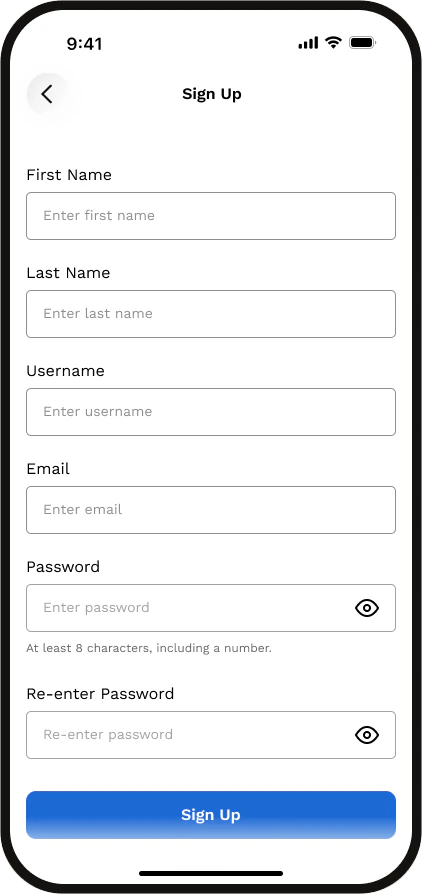 9:41
Sign Up
First Name
Enter first name
Last Name
Enter last name
Username
Enter username
Email
Enter email
Password
Enter password
At least 8 characters, including a number.
Re-enter Password
Re-enter password
Sign Up